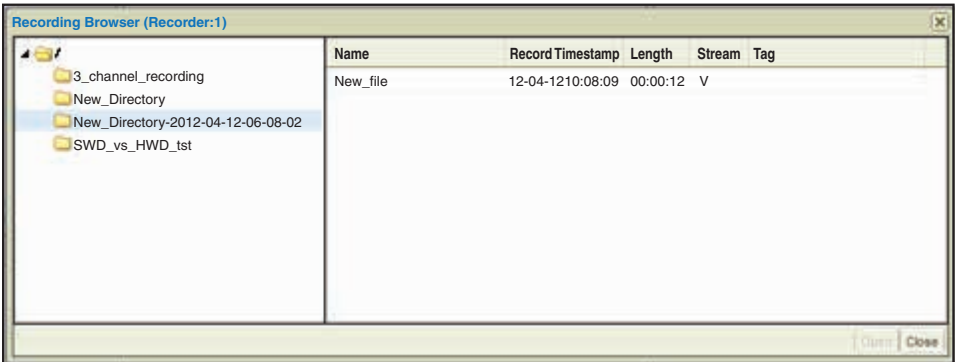 Recording Browser (Recorder:1)
/
3_channel_recording
New_Directory
New_Directory-2012-04-12-06-08-02
SWD_vs_HWD_tst
Name Record Timestamp Length Stream Tag
New_file 12-04-1210:08:09 00:00:12 V
Open Close